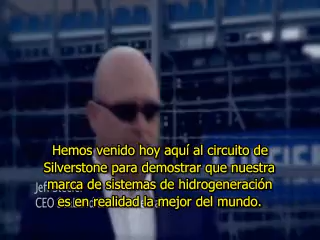 Hemos venido hoy aquí al circuito de
Silverstone para demostrar que nuestra
marca de sistemas de hidrogeneración
es en realidad la mejor del mundo.
CEO